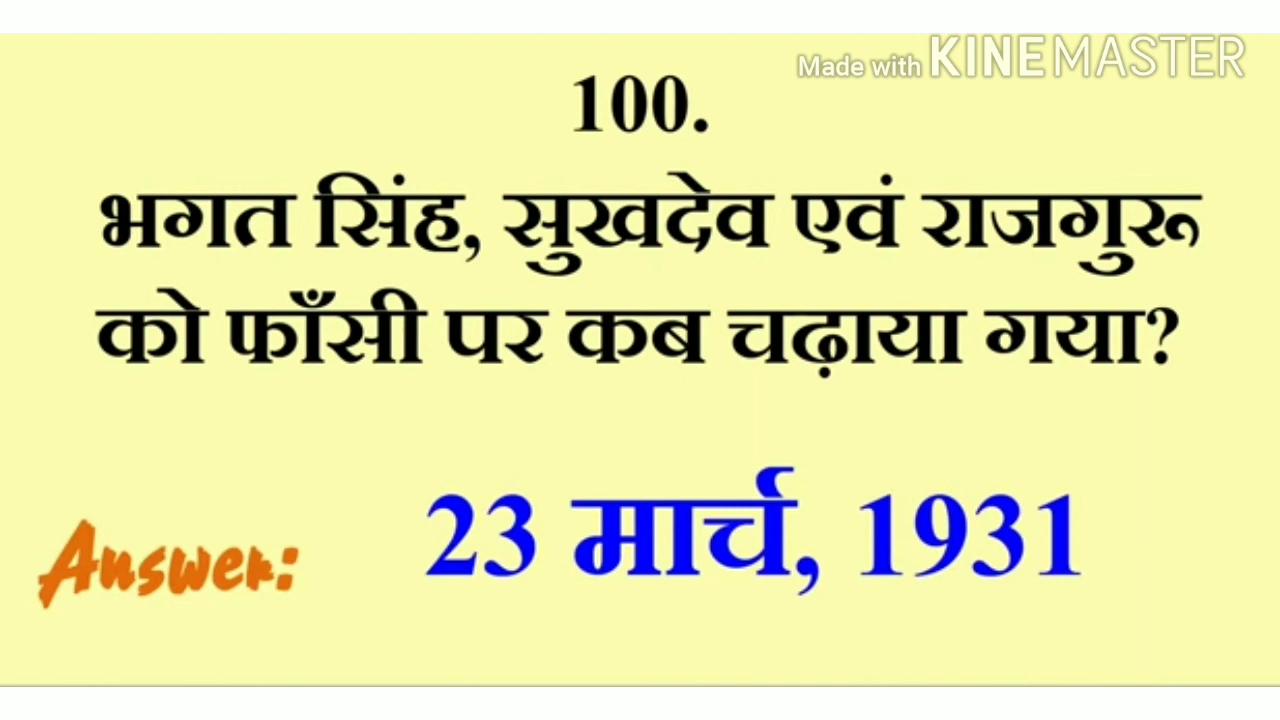 Made with KINEMASTER
100.
भगत सिंह, सुखदेव एवं राजगुरू
को फाँसी पर कब चढ़ाया गया?
Answer: 23 मार्च, 1931